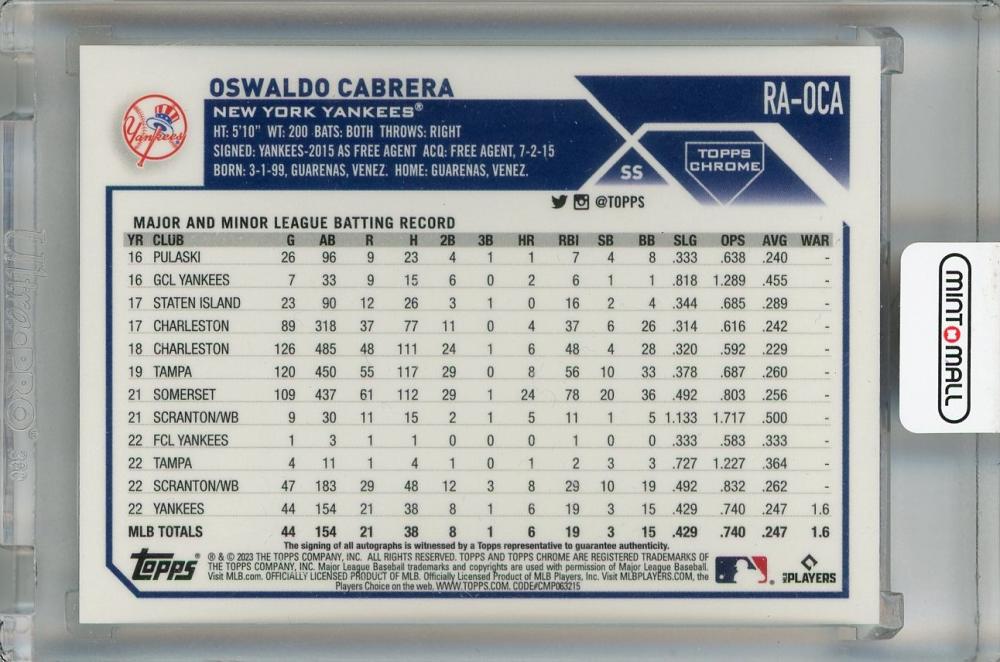 OSWALDO CABRERA
RA-OCA
Yankees
NEW YORK YANKEES®
HT: 5'10" WT: 200 BATS: BOTH THROWS: RIGHT
SIGNED: YANKEES-2015 AS FREE AGENT ACQ: FREE AGENT, 7-2-15
BORN: 3-1-99, GUARENAS, VENEZ. HOME: GUARENAS, VENEZ.
SS
TOPPS
CHROME
@TOPPS
MAJOR AND MINOR LEAGUE BATTING RECORD
YR CLUB G AB R H 2B 3B HR RBI SB BB SLG OPS AVG WAR
16 PULASKI 26 96 9 23 4 1 1 7 4 8 .333 .638 .240 -
16 GCL YANKEES 7 33 9 15 6 0 2 6 1 1 .818 1.289 .455 -
17 STATEN ISLAND 23 90 12 26 3 1 0 16 2 4 .344 .685 .289 -
17 CHARLESTON 89 318 37 77 11 0 4 37 6 26 .314 .616 .242 -
18 CHARLESTON 126 485 48 111 24 1 6 48 4 28 .320 .592 .229 -
19 TAMPA 120 450 55 117 29 0 8 56 10 33 .378 .687 .260 -
21 SOMERSET 109 437 61 112 29 1 24 78 20 36 .492 .803 .256 -
21 SCRANTON/WB 9 30 11 15 2 1 5 11 1 5 1.133 1.717 .500 -
22 FCL YANKEES 1 3 1 1 0 0 0 1 0 0 .333 .583 .333 -
22 TAMPA 4 11 1 4 1 0 1 2 3 3 .727 1.227 .364 -
22 SCRANTON/WB 47 183 29 48 12 3 8 29 10 19 .492 .832 .262 -
22 YANKEES 44 154 21 38 8 1 6 19 3 15 .429 .740 .247 1.6
MLB TOTALS 44 154 21 38 8 1 6 19 3 15 .429 .740 .247 1.6
The signing of all autographs is witnessed by a Topps representative to guarantee authenticity.
Topps®
® & © 2023 THE TOPPS COMPANY, INC. ALL RIGHTS RESERVED. TOPPS AND TOPPS CHROME ARE REGISTERED TRADEMARKS OF
THE TOPPS COMPANY, INC. Major League Baseball trademarks and copyrights are used with permission of Major League Baseball.
Visit MLB.com. OFFICIALLY LICENSED PRODUCT OF MLB. Officially Licensed Product of MLB Players, Inc. Visit MLBPLAYERS.COM, the
Players Choice on the web. WWW.TOPPS.COM. CODE#CMP063215
MLB PLAYERS
MINT MALL
UltraPRO®